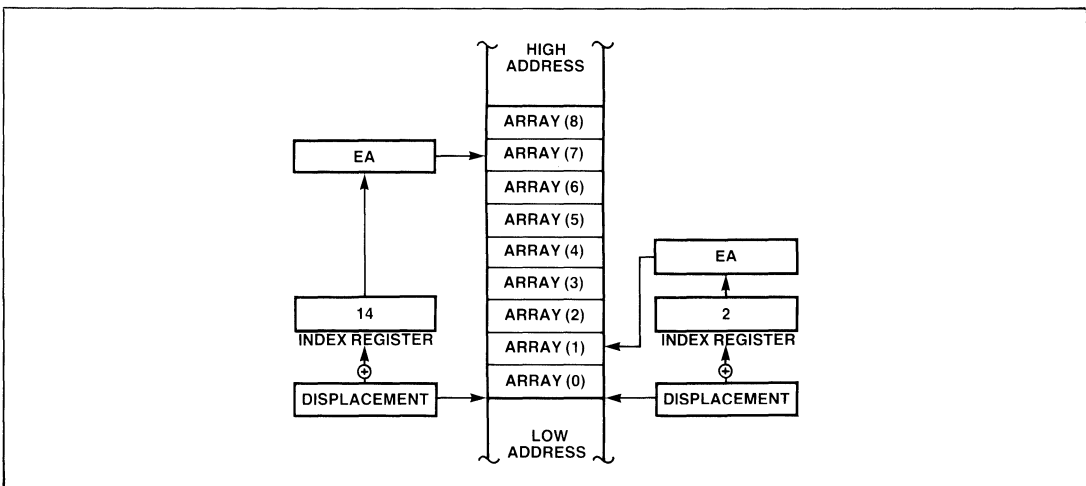 HIGH
ADDRESS
ARRAY (8)
EA
ARRAY (7)
ARRAY (6)
ARRAY (5)
ARRAY (4)
EA
ARRAY (3)
14
ARRAY (2)
2
INDEX REGISTER
ARRAY (1)
INDEX REGISTER
+
+
ARRAY (0)
DISPLACEMENT
DISPLACEMENT
LOW
ADDRESS